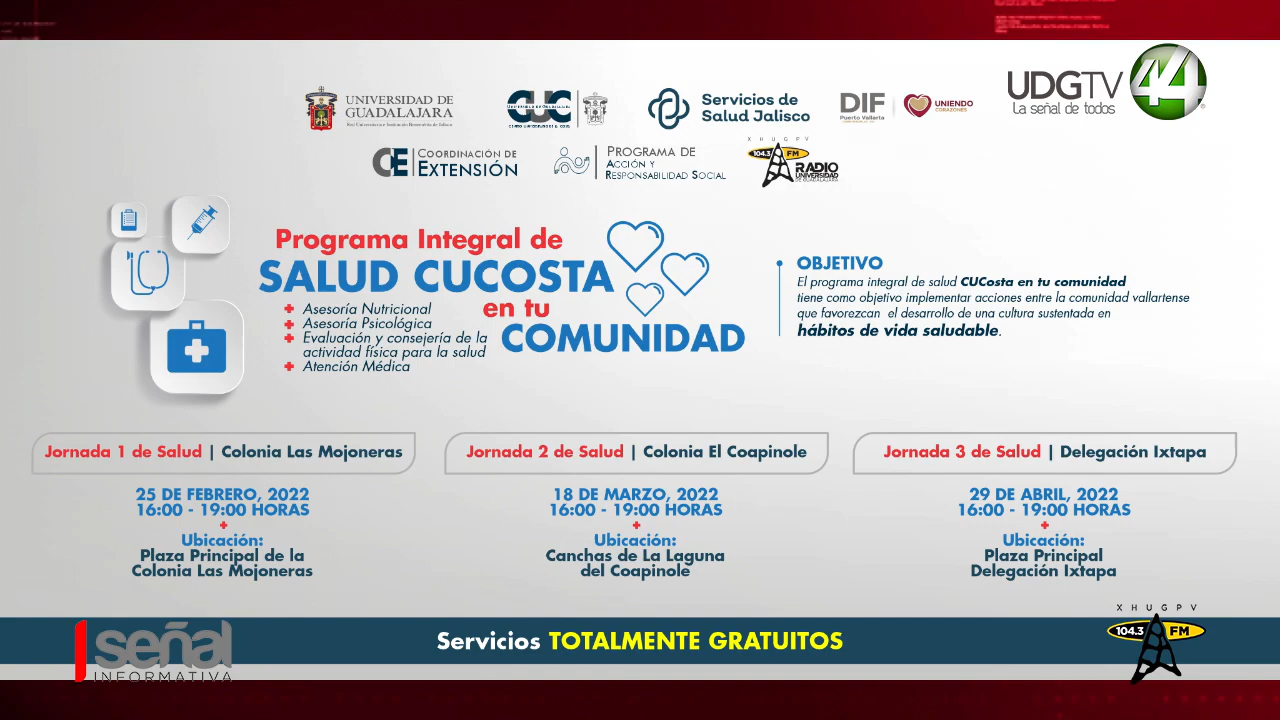 UNIVERSIDAD DE
GUADALAJARA
CUC
Servicios de
Salud Jalisco
DIF
Puerto Vallarta
UNIENDO
CORAZONES
UDGTV 44
La señal de todos
CE COORDINACIÓN DE
EXTENSIÓN
PROGRAMA DE
ACCIÓN Y
RESPONSABILIDAD SOCIAL
XHUGPV
104.3 FM
RADIO
UNIVERSIDAD
DE GUADALAJARA
Programa Integral de
SALUD CUCOSTA
en tu
COMUNIDAD
Asesoría Nutricional
Asesoría Psicológica
Evaluación y consejería de la
actividad física para la salud
Atención Médica
OBJETIVO
El programa integral de salud CUCosta en tu comunidad
tiene como objetivo implementar acciones entre la comunidad vallartense
que favorezcan el desarrollo de una cultura sustentada en
hábitos de vida saludable.
Jornada 1 de Salud | Colonia Las Mojoneras
25 DE FEBRERO, 2022
16:00 - 19:00 HORAS
Ubicación:
Plaza Principal de la
Colonia Las Mojoneras
Jornada 2 de Salud | Colonia El Coapinole
18 DE MARZO, 2022
16:00 - 19:00 HORAS
Ubicación:
Canchas de La Laguna
del Coapinole
Jornada 3 de Salud | Delegación Ixtapa
29 DE ABRIL, 2022
16:00 - 19:00 HORAS
Ubicación:
Plaza Principal
Delegación Ixtapa
señal
INFORMATIVA
Servicios TOTALMENTE GRATUITOS
XHUGPV
104.3 FM